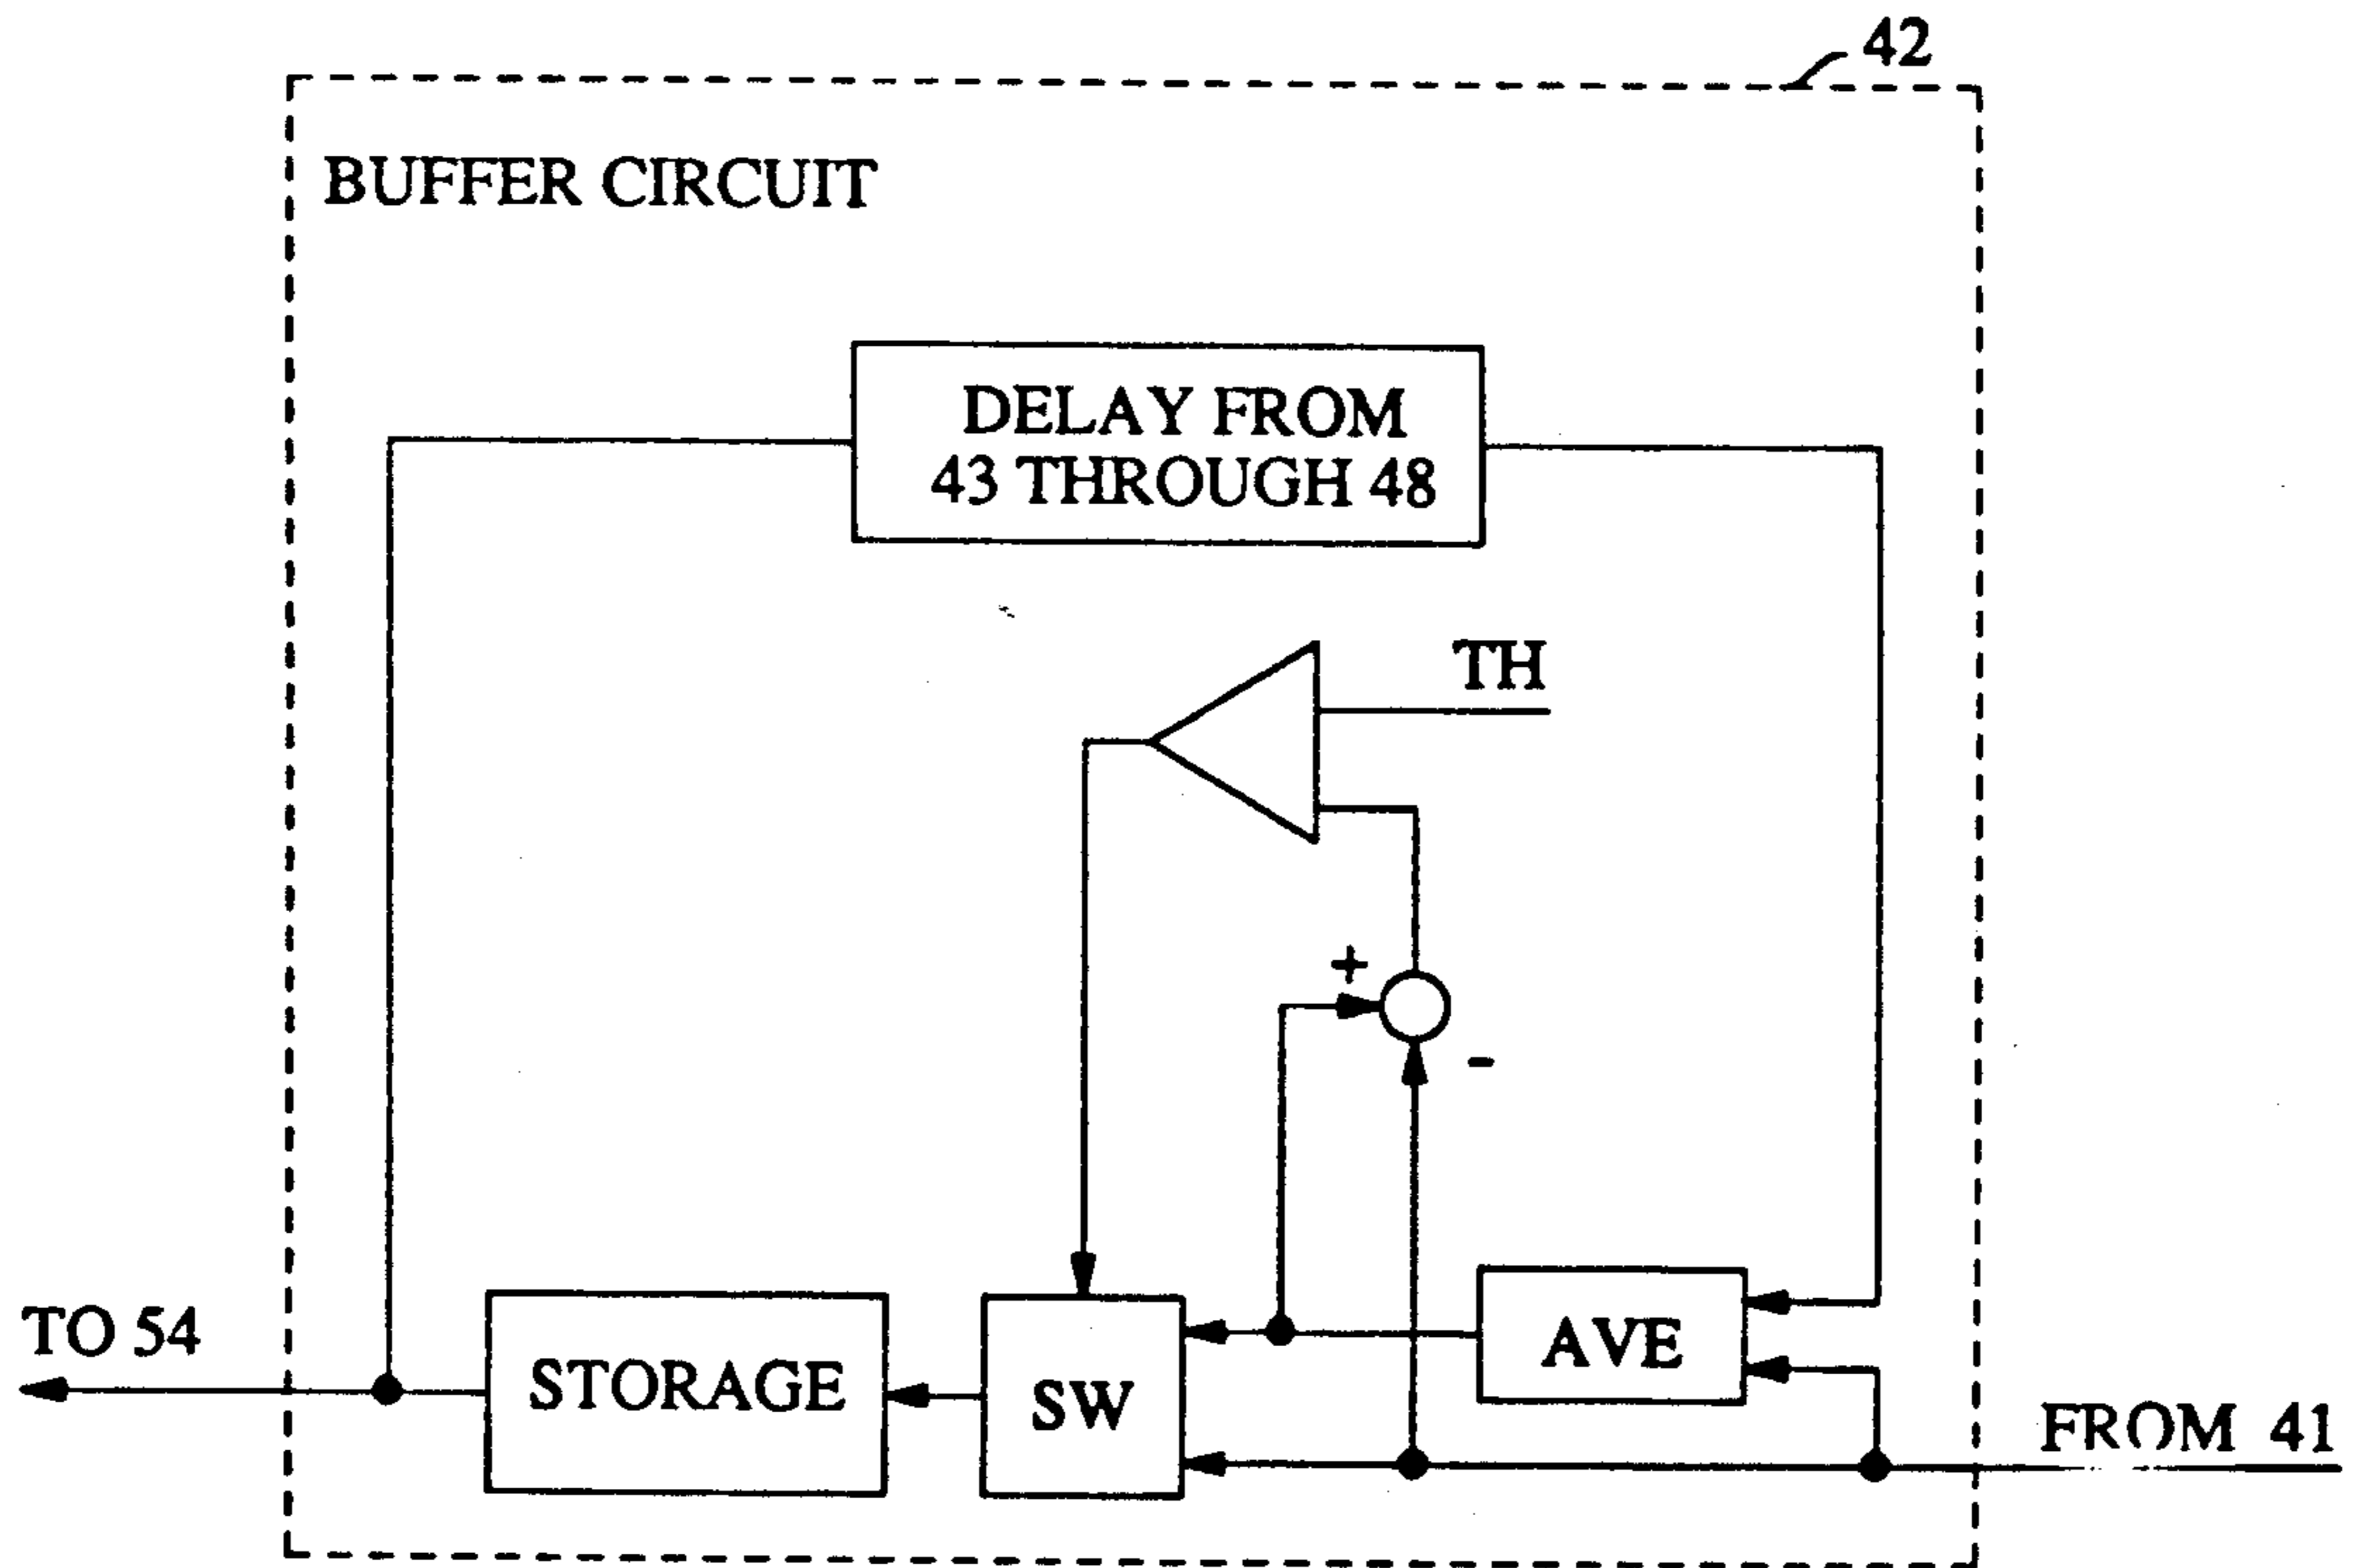 42
BUFFER CIRCUIT
DELAY FROM
43 THROUGH 48
TH
+
-
TO 54
STORAGE
SW
AVE
FROM 41